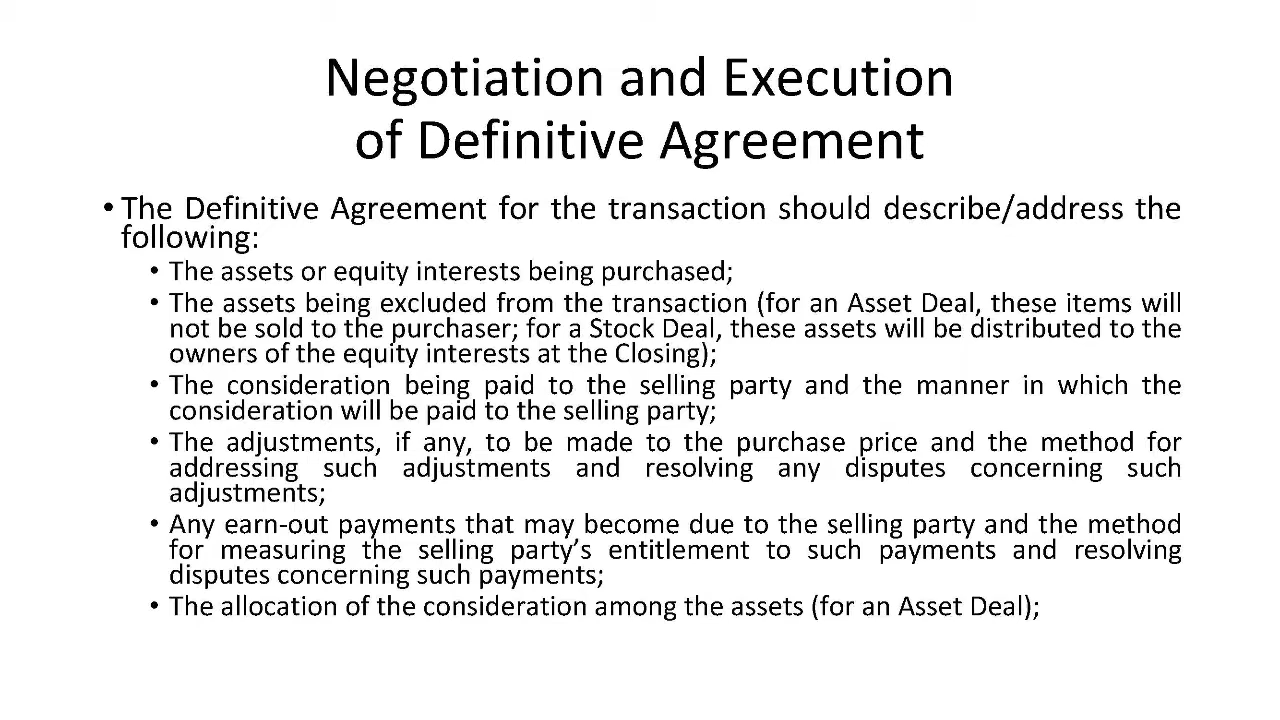 Negotiation and Execution
of Definitive Agreement
• The Definitive Agreement for the transaction should describe/address the
following:
• The assets or equity interests being purchased;
• The assets being excluded from the transaction (for an Asset Deal, these items will
not be sold to the purchaser; for a Stock Deal, these assets will be distributed to the
owners of the equity interests at the Closing);
• The consideration being paid to the selling party and the manner in which the
consideration will be paid to the selling party;
• The adjustments, if any, to be made to the purchase price and the method for
addressing such adjustments and resolving any disputes concerning such
adjustments;
• Any earn-out payments that may become due to the selling party and the method
for measuring the selling party’s entitlement to such payments and resolving
disputes concerning such payments;
• The allocation of the consideration among the assets (for an Asset Deal);